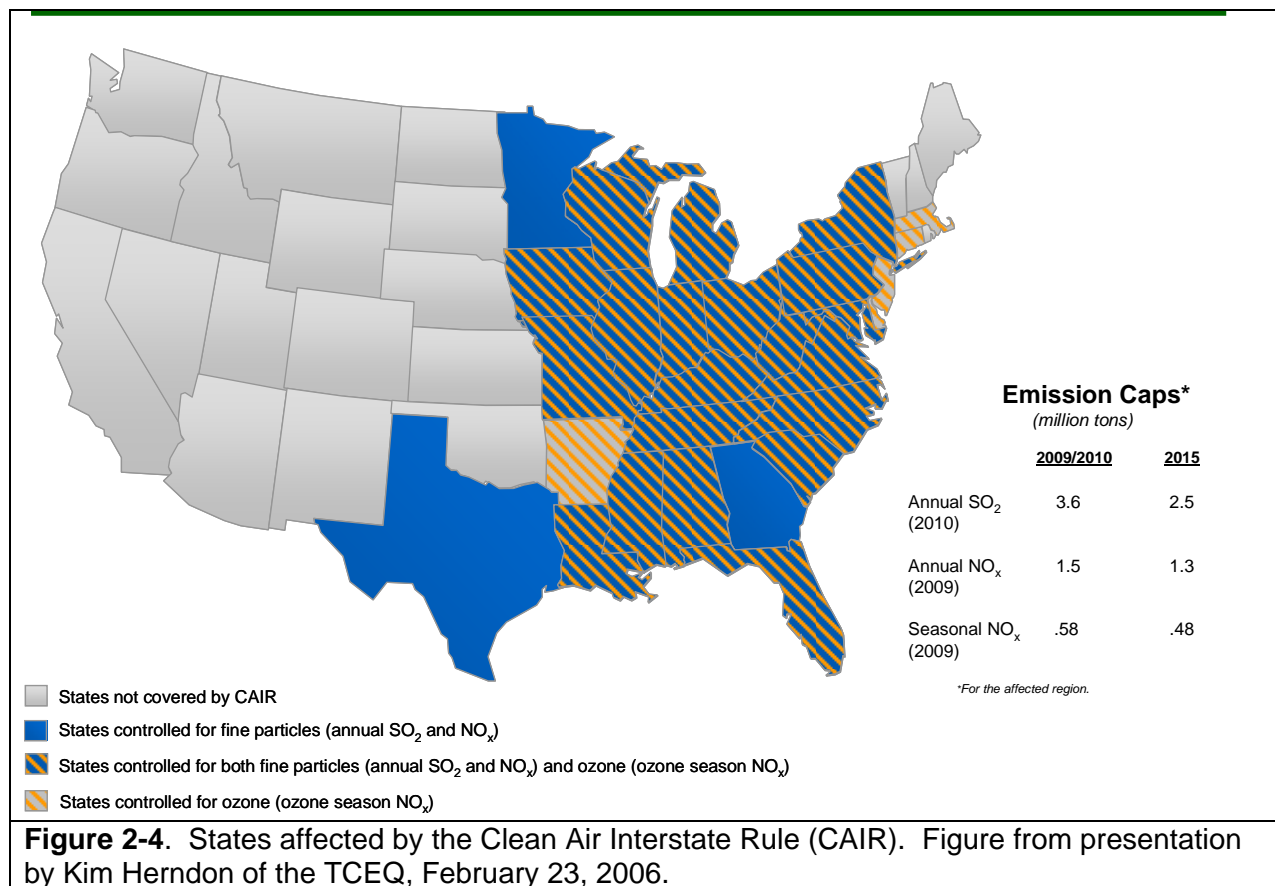 Emission Caps*
(million tons)
2009/2010 2015
Annual SO2 3.6 2.5
(2010)
Annual NOx 1.5 1.3
(2009)
Seasonal NOx .58 .48
(2009)
*For the affected region.
States not covered by CAIR
States controlled for fine particles (annual SO2 and NOx)
States controlled for both fine particles (annual SO2 and NOx) and ozone (ozone season NOx)
States controlled for ozone (ozone season NOx)
Figure 2-4. States affected by the Clean Air Interstate Rule (CAIR). Figure from presentation
by Kim Herndon of the TCEQ, February 23, 2006.